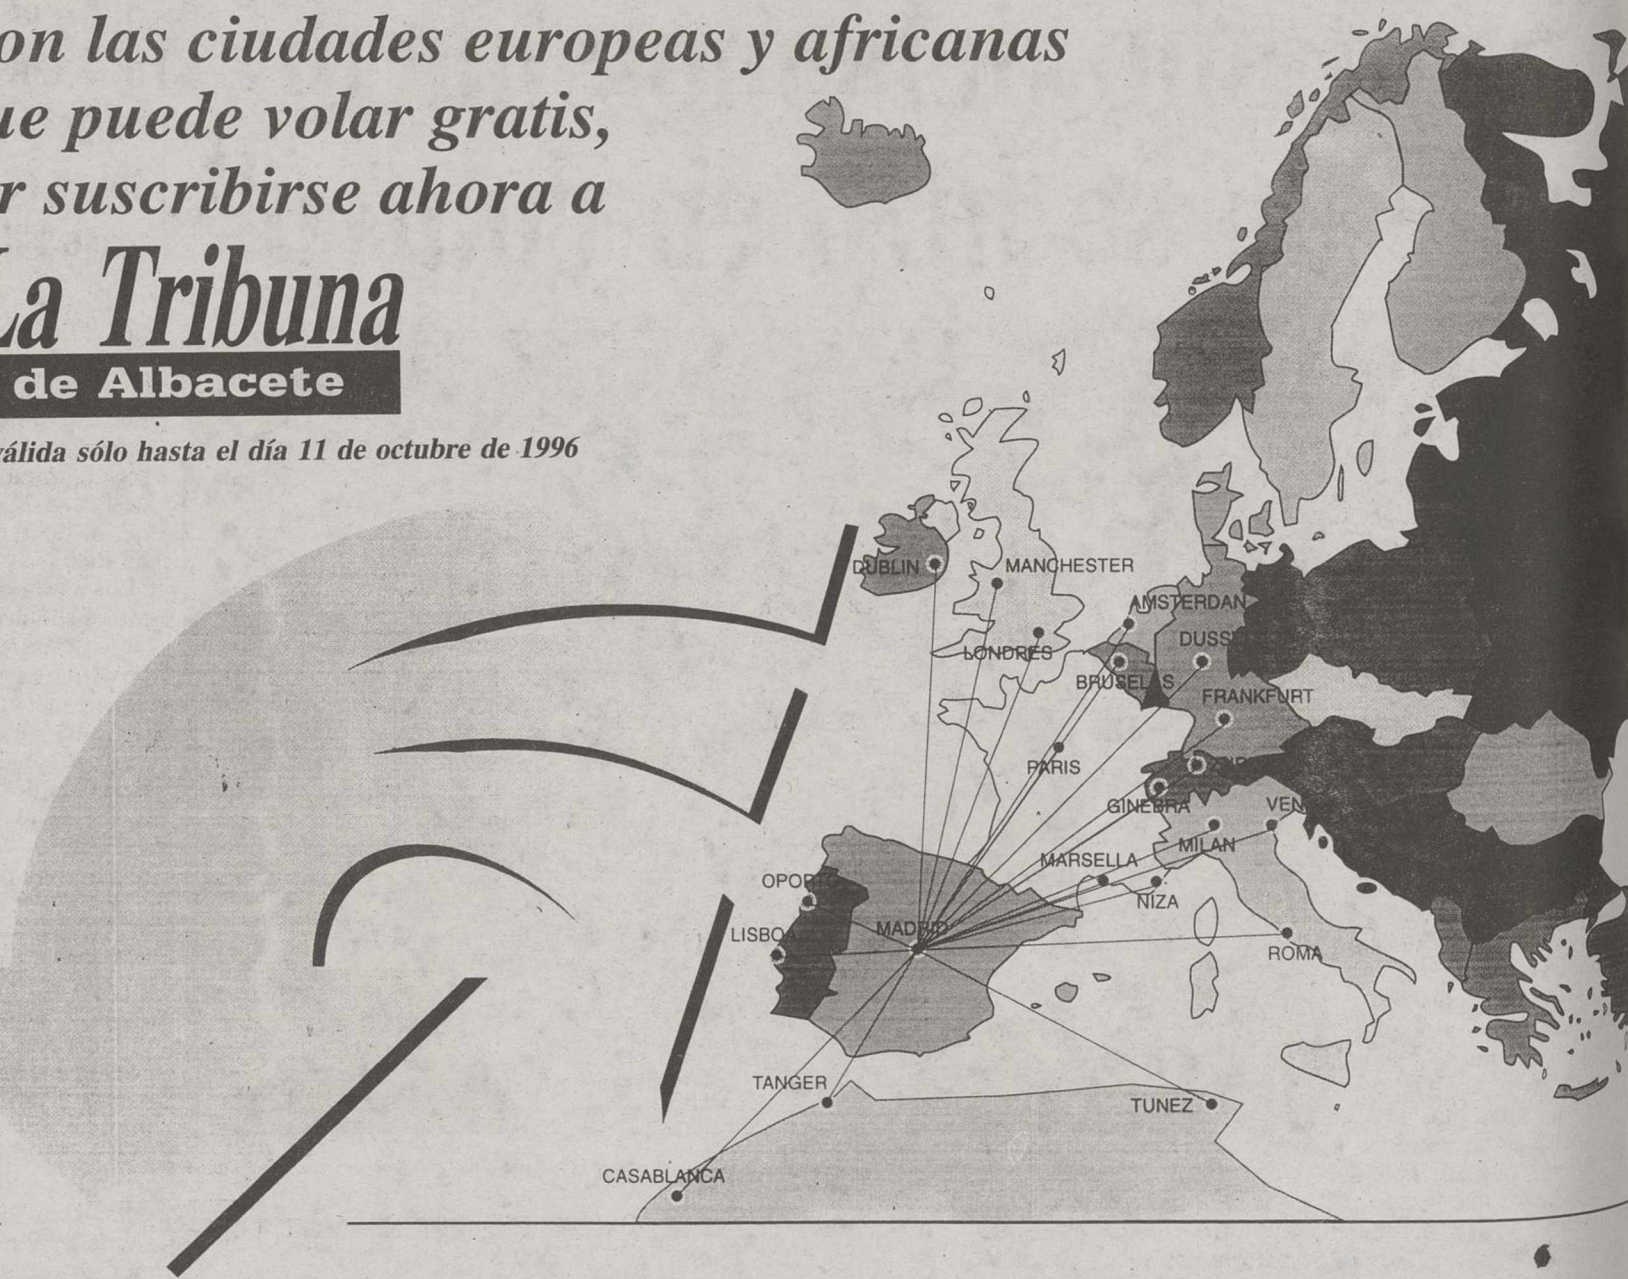 on las ciudades europeas y africanas
ue puede volar gratis,
r suscribirse ahora a
La Tribuna
de Albacete
válida sólo hasta el día 11 de octubre de 1996
DUBLIN
MANCHESTER
AMSTERDAN
LONDRES
DUSS
BRUSELAS
FRANKFURT
PARIS
GINEBRA
VEN
MILAN
MARSELLA
NIZA
OPORTO
LISBOA
MADRID
ROMA
TANGER
TUNEZ
CASABLANCA